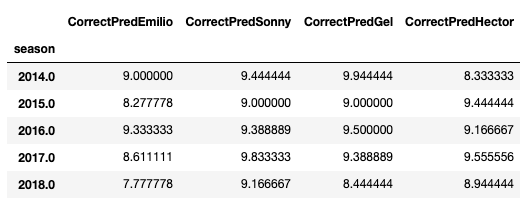 CorrectPredEmilio CorrectPredSonny CorrectPredGel CorrectPredHector
season
2014.0 9.000000 9.444444 9.944444 8.333333
2015.0 8.277778 9.000000 9.000000 9.444444
2016.0 9.333333 9.388889 9.500000 9.166667
2017.0 8.611111 9.833333 9.388889 9.555556
2018.0 7.777778 9.166667 8.444444 8.944444